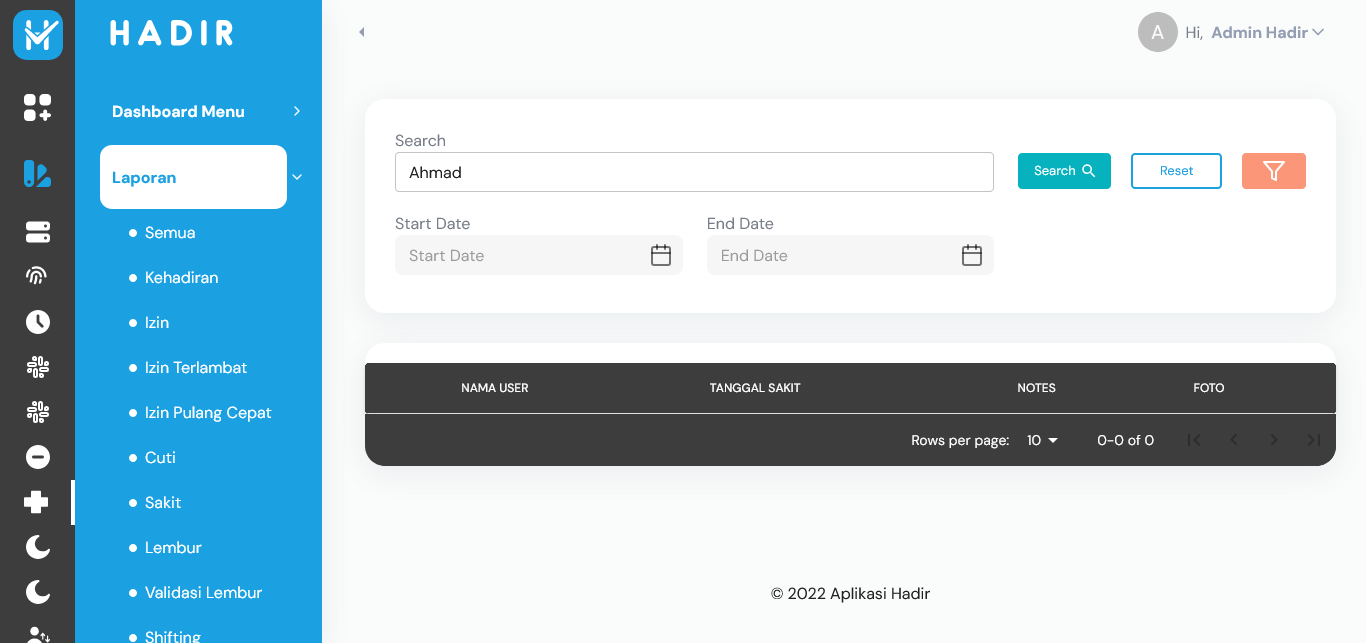 HADIR
A
Hi, Admin Hadir
Dashboard Menu
Laporan
Semua
Kehadiran
Izin
Izin Terlambat
Izin Pulang Cepat
Cuti
Sakit
Lembur
Validasi Lembur
Shifting
Search
Ahmad
Search
Reset
Start Date
End Date
Start Date
End Date
NAMA USER TANGGAL SAKIT NOTES FOTO
Rows per page: 10 0-0 of 0
© 2022 Aplikasi Hadir